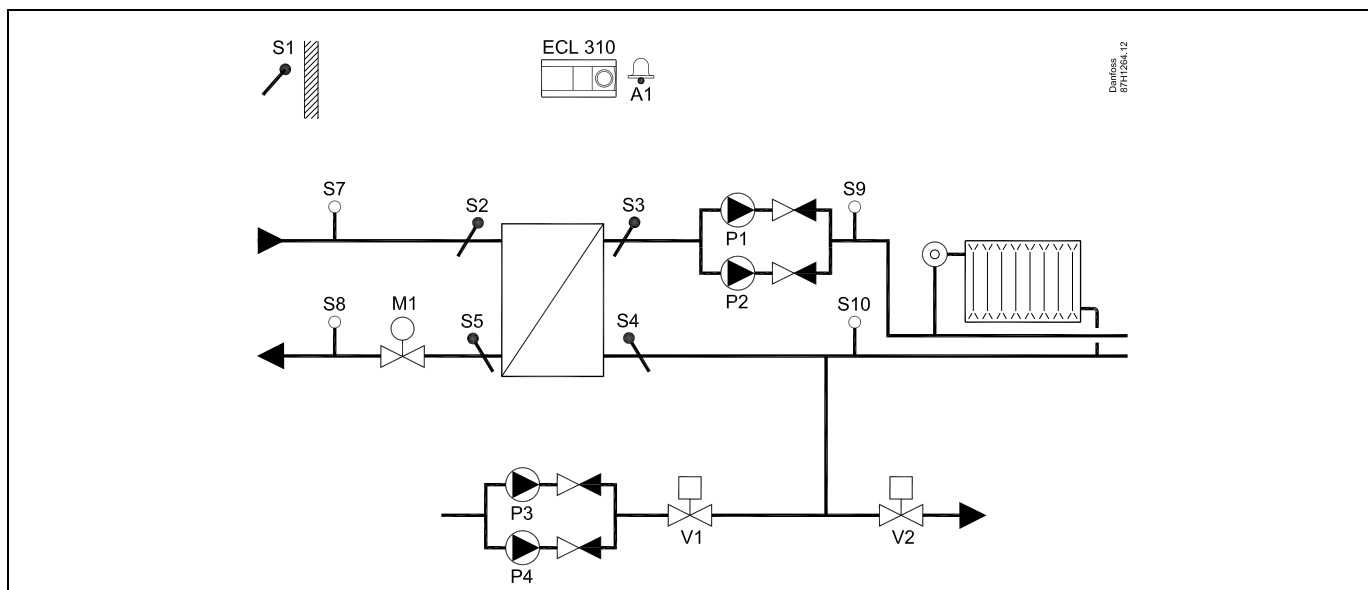 S1
ECL 310
A1
Danfoss
87H1264.12
S7
S2
S3
P1
S9
P2
S8
M1
S5
S4
S10
P3
V1
V2
P4